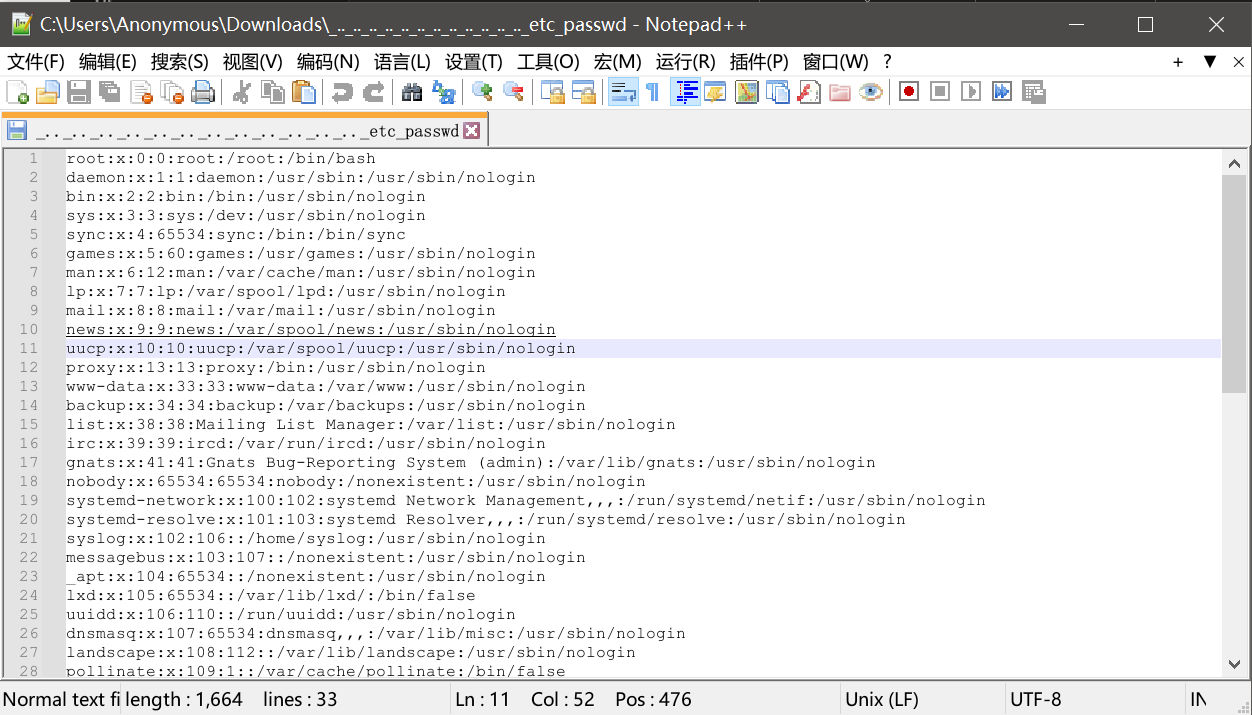 C:\Users\Anonymous\Downloads\_.._.._.._.._.._.._.._.._.._.._.._.._etc_passwd - Notepad++
文件(F) 编辑(E) 搜索(S) 视图(V) 编码(N) 语言(L) 设置(T) 工具(O) 宏(M) 运行(R) 插件(P) 窗口(W) ? + ▼ ×
_.._.._.._.._.._.._.._.._.._.._.._.._etc_passwd
1 root:x:0:0:root:/root:/bin/bash
2 daemon:x:1:1:daemon:/usr/sbin:/usr/sbin/nologin
3 bin:x:2:2:bin:/bin:/usr/sbin/nologin
4 sys:x:3:3:sys:/dev:/usr/sbin/nologin
5 sync:x:4:65534:sync:/bin:/bin/sync
6 games:x:5:60:games:/usr/games:/usr/sbin/nologin
7 man:x:6:12:man:/var/cache/man:/usr/sbin/nologin
8 lp:x:7:7:lp:/var/spool/lpd:/usr/sbin/nologin
9 mail:x:8:8:mail:/var/mail:/usr/sbin/nologin
10 news:x:9:9:news:/var/spool/news:/usr/sbin/nologin
11 uucp:x:10:10:uucp:/var/spool/uucp:/usr/sbin/nologin
12 proxy:x:13:13:proxy:/bin:/usr/sbin/nologin
13 www-data:x:33:33:www-data:/var/www:/usr/sbin/nologin
14 backup:x:34:34:backup:/var/backups:/usr/sbin/nologin
15 list:x:38:38:Mailing List Manager:/var/list:/usr/sbin/nologin
16 irc:x:39:39:ircd:/var/run/ircd:/usr/sbin/nologin
17 gnats:x:41:41:Gnats Bug-Reporting System (admin):/var/lib/gnats:/usr/sbin/nologin
18 nobody:x:65534:65534:nobody:/nonexistent:/usr/sbin/nologin
19 systemd-network:x:100:102:systemd Network Management,,,:/run/systemd/netif:/usr/sbin/nologin
20 systemd-resolve:x:101:103:systemd Resolver,,,:/run/systemd/resolve:/usr/sbin/nologin
21 syslog:x:102:106::/home/syslog:/usr/sbin/nologin
22 messagebus:x:103:107::/nonexistent:/usr/sbin/nologin
23 _apt:x:104:65534::/nonexistent:/usr/sbin/nologin
24 lxd:x:105:65534::/var/lib/lxd/:/bin/false
25 uuidd:x:106:110::/run/uuidd:/usr/sbin/nologin
26 dnsmasq:x:107:65534:dnsmasq,,,:/var/lib/misc:/usr/sbin/nologin
27 landscape:x:108:112::/var/lib/landscape:/usr/sbin/nologin
28 pollinate:x:109:1::/var/cache/pollinate:/bin/false
Normal text fi length : 1,664 lines : 33 Ln : 11 Col : 52 Pos : 476 Unix (LF) UTF-8 IN